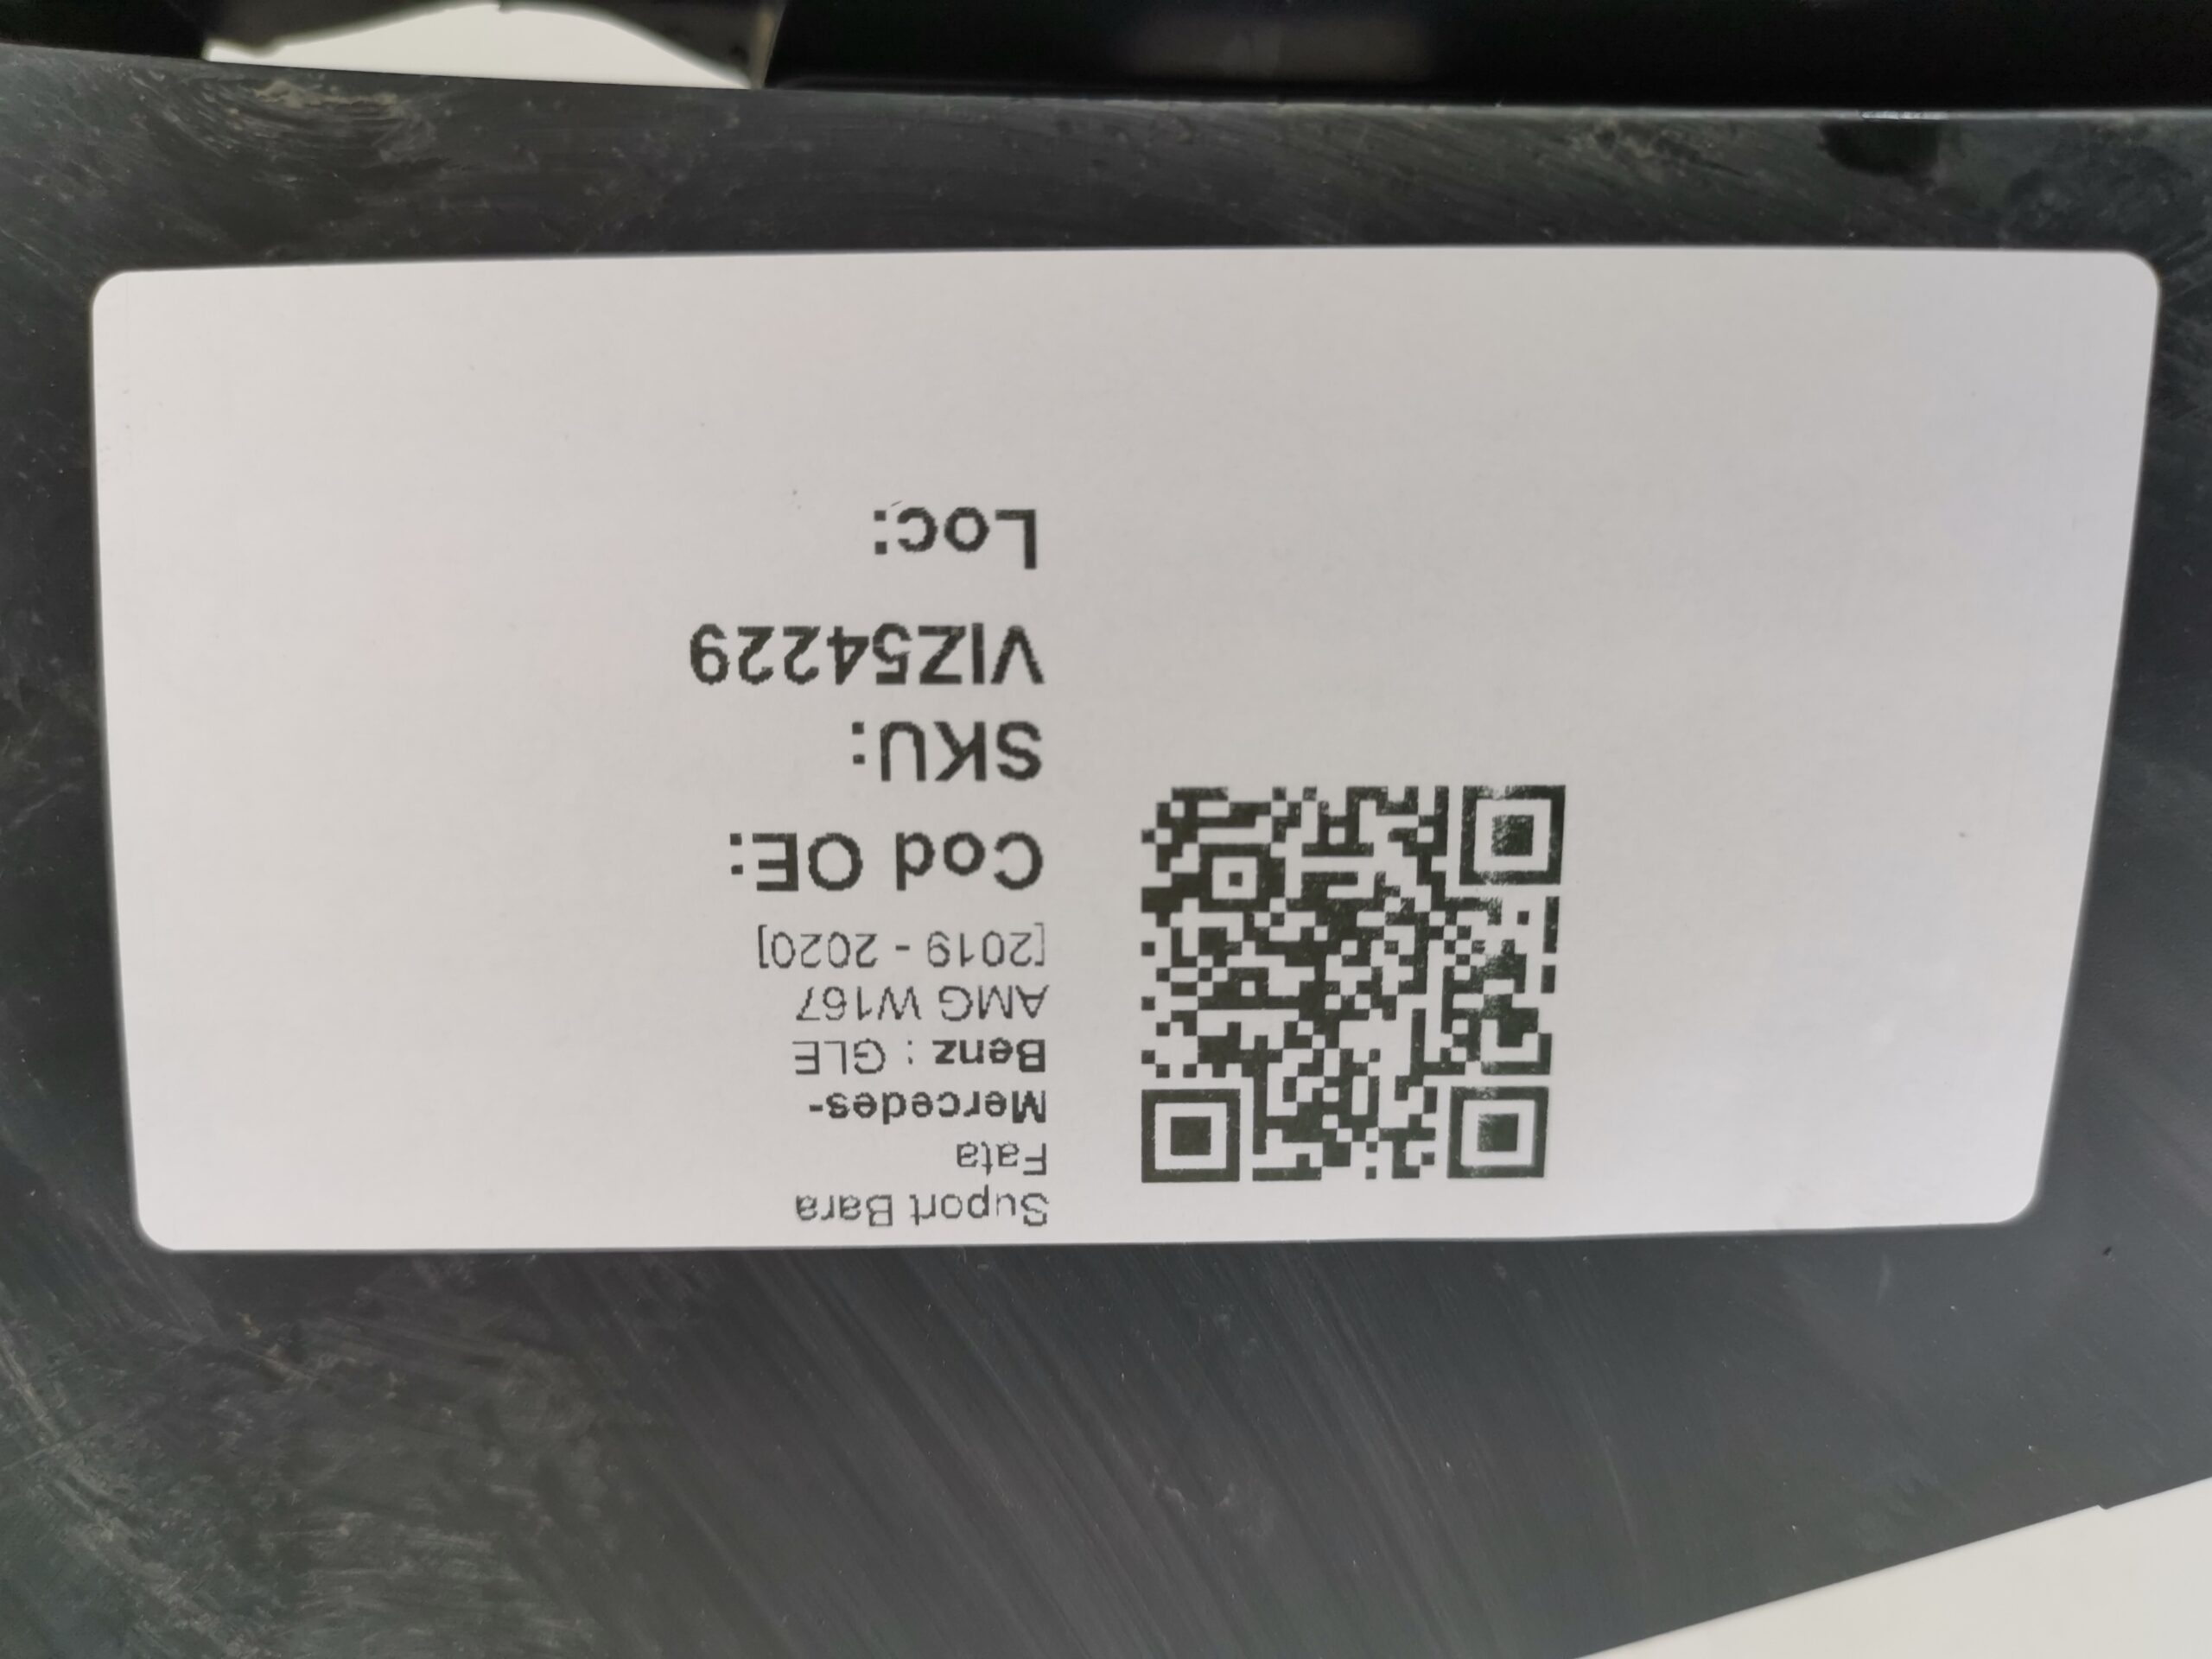 Suport Bara
Fata
Mercedes-
Benz : GLE
AMG W167
[2019 - 2020]
Cod OE:
SKU:
VIZ54229
Loc: